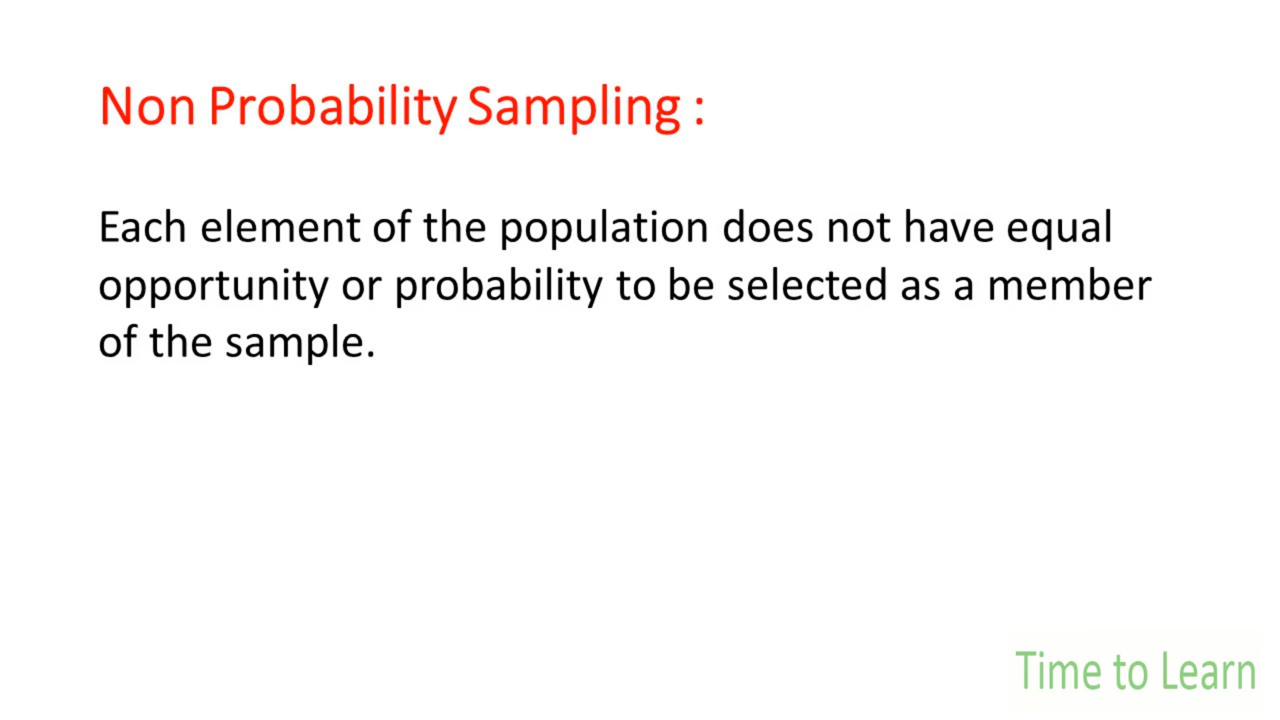 Non Probability Sampling :
Each element of the population does not have equal
opportunity or probability to be selected as a member
of the sample.
Time to Learn